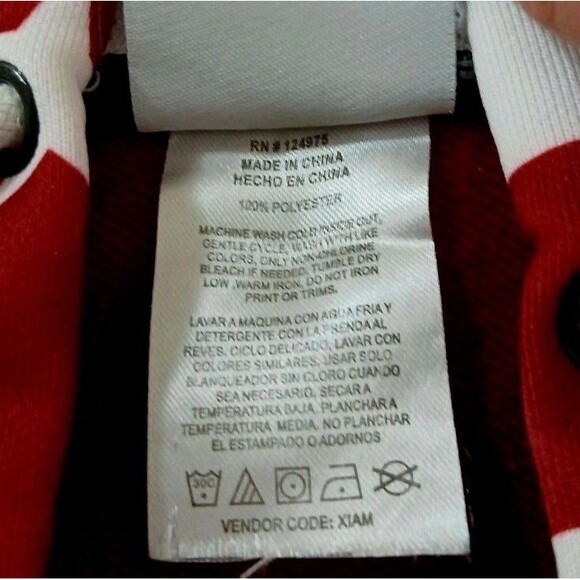 RN # 124975
MADE IN CHINA
HECHO EN CHINA
100% POLYESTER
MACHINE WASH COLD INSIDE OUT,
GENTLE CYCLE, WASH WITH LIKE
COLORS, ONLY NON-CHLORINE
BLEACH IF NEEDED, TUMBLE DRY
LOW ,WARM IRON, DO NOT IRON
PRINT OR TRIMS.
LAVAR A MAQUINA CON AGUA FRIA Y
DETERGENTE CON LA PRENDA AL
REVES. CICLO DELICADO, LAVAR CON
COLORES SIMILARES. USAR SOLO
BLANQUEADOR SIN CLORO CUANDO
SEA NECESARIO. SECAR A
TEMPERATURA BAJA. PLANCHAR A
TEMPERATURA MEDIA. NO PLANCHAR
EL ESTAMPADO O ADORNOS
30C
VENDOR CODE: XIAM